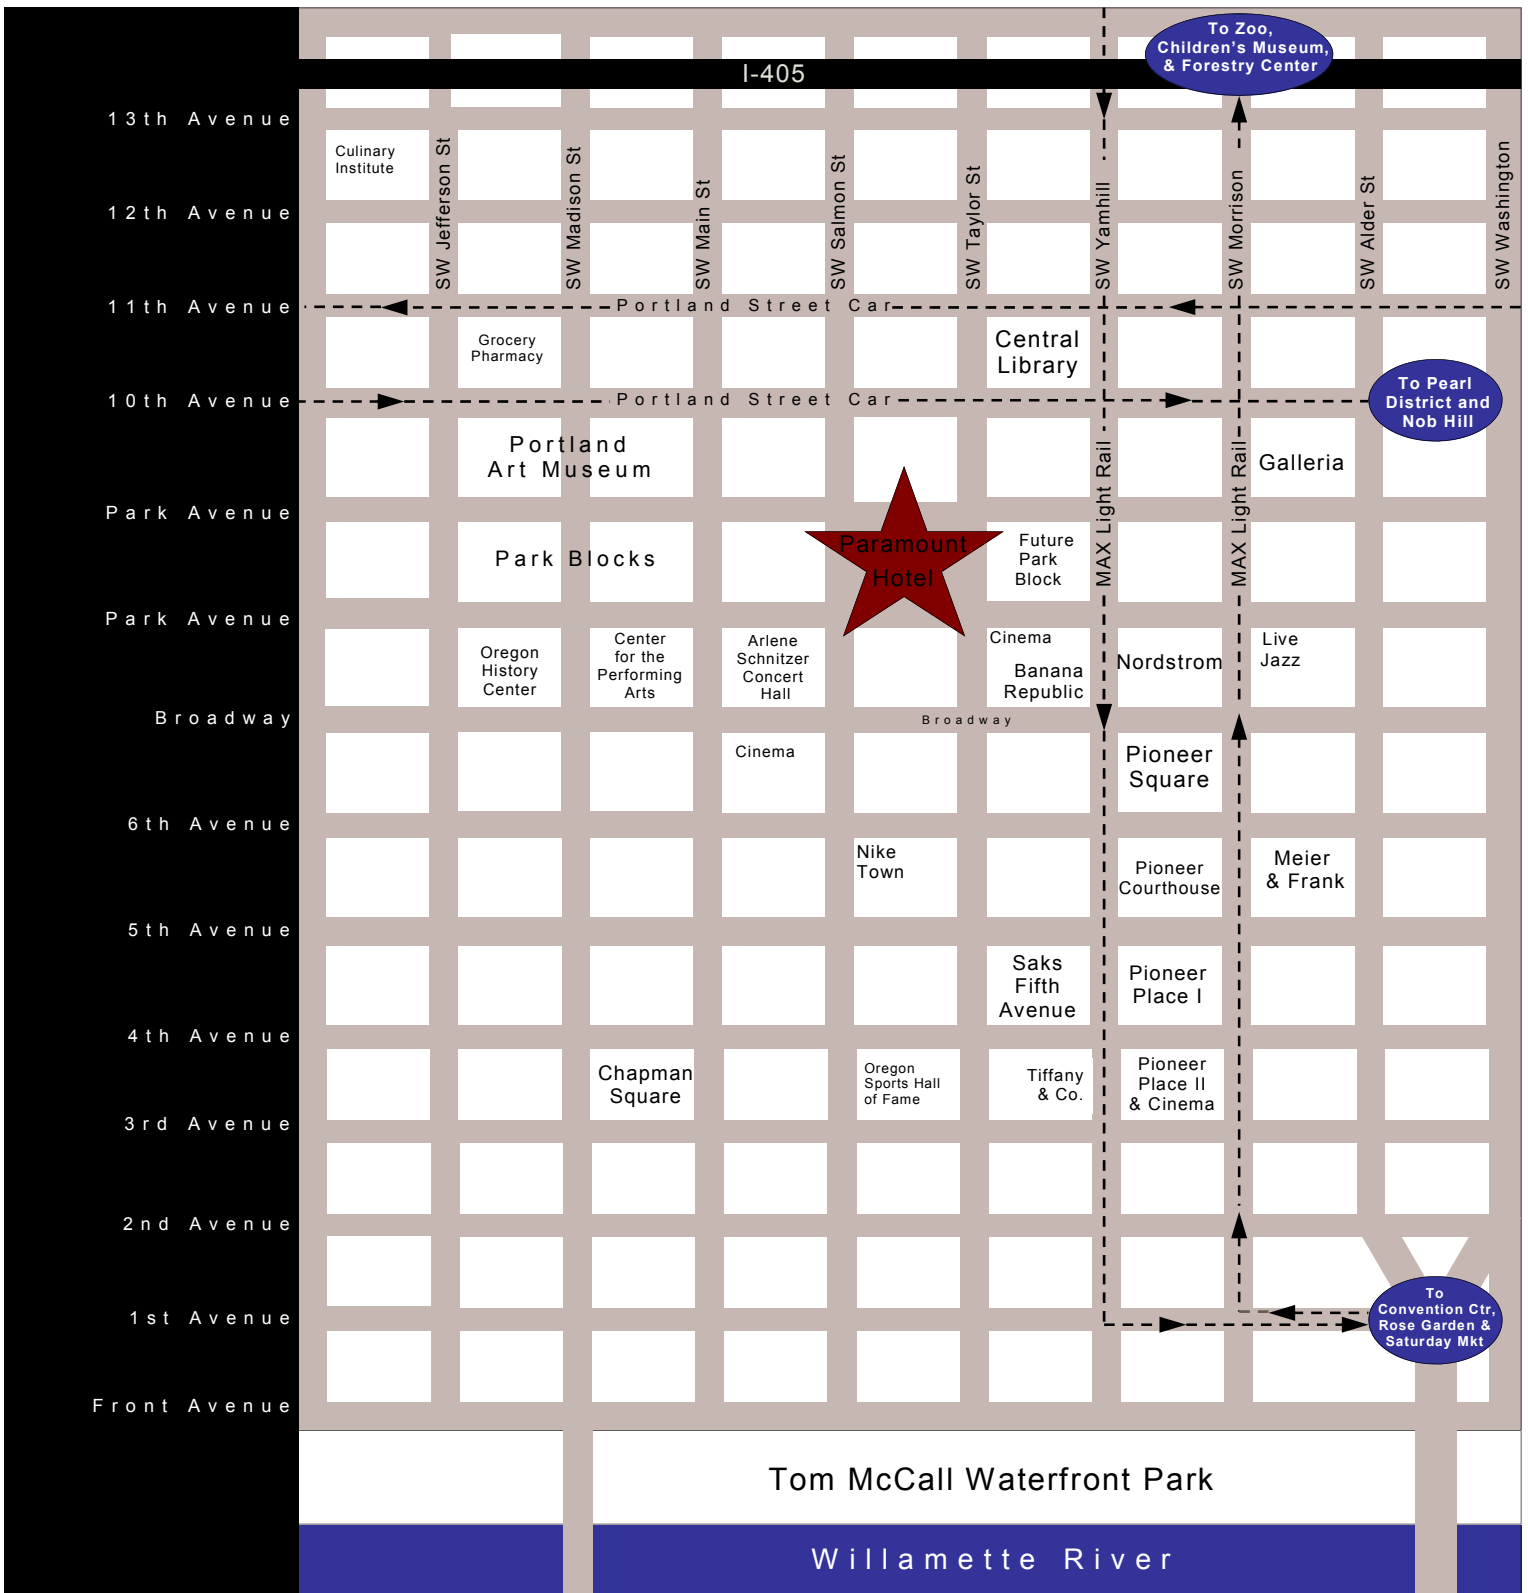 To Zoo,
Children's Museum,
& Forestry Center
I-405
13th Avenue
Culinary
Institute
SW Jefferson St
SW Madison St
SW Main St
SW Salmon St
SW Taylor St
SW Yamhill
SW Morrison
SW Alder St
SW Washington
12th Avenue
11th Avenue
Portland Street Car
Grocery
Pharmacy
Central
Library
10th Avenue
Portland Street Car
To Pearl
District and
Nob Hill
Portland
Art Museum
MAX Light Rail
MAX Light Rail
Galleria
Park Avenue
Park Blocks
Paramount
Hotel
Future
Park
Block
Park Avenue
Oregon
History
Center
Center
for the
Performing
Arts
Arlene
Schnitzer
Concert
Hall
Cinema
Banana
Republic
Nordstrom
Live
Jazz
Broadway
Broadway
Cinema
Pioneer
Square
6th Avenue
Nike
Town
Pioneer
Courthouse
Meier
& Frank
5th Avenue
Saks
Fifth
Avenue
Pioneer
Place I
4th Avenue
Chapman
Square
Oregon
Sports Hall
of Fame
Tiffany
& Co.
Pioneer
Place II
& Cinema
3rd Avenue
2nd Avenue
1st Avenue
To
Convention Ctr,
Rose Garden &
Saturday Mkt
Front Avenue
Tom McCall Waterfront Park
Willamette River